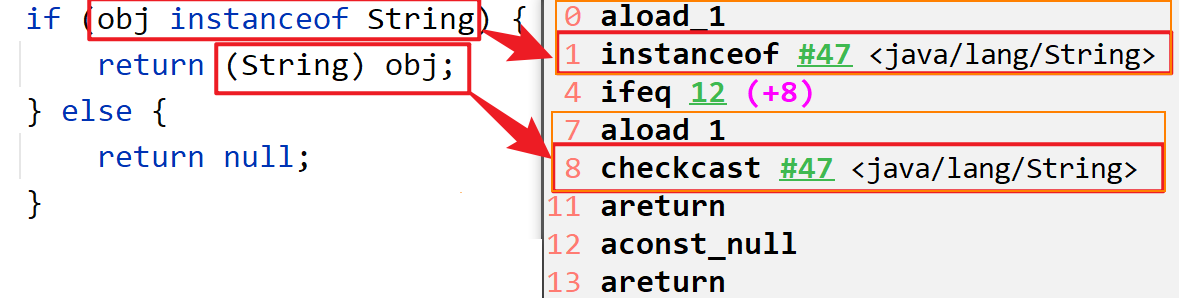 if (obj instanceof String) {
return (String) obj;
} else {
return null;
}
0 aload_1
1 instanceof #47 <java/lang/String>
4 ifeq 12 (+8)
7 aload_1
8 checkcast #47 <java/lang/String>
11 areturn
12 aconst_null
13 areturn